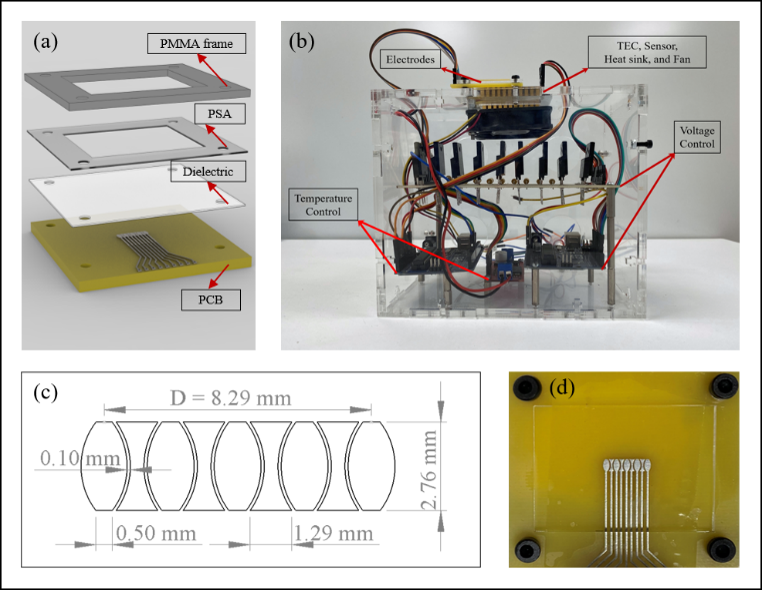 (a)
PMMA frame
PSA
Dielectric
PCB
(b)
Electrodes
TEC, Sensor,
Heat sink, and Fan
Voltage
Control
Temperature
Control
(c)
D = 8.29 mm
0.10 mm
2.76 mm
0.50 mm
1.29 mm
(d)